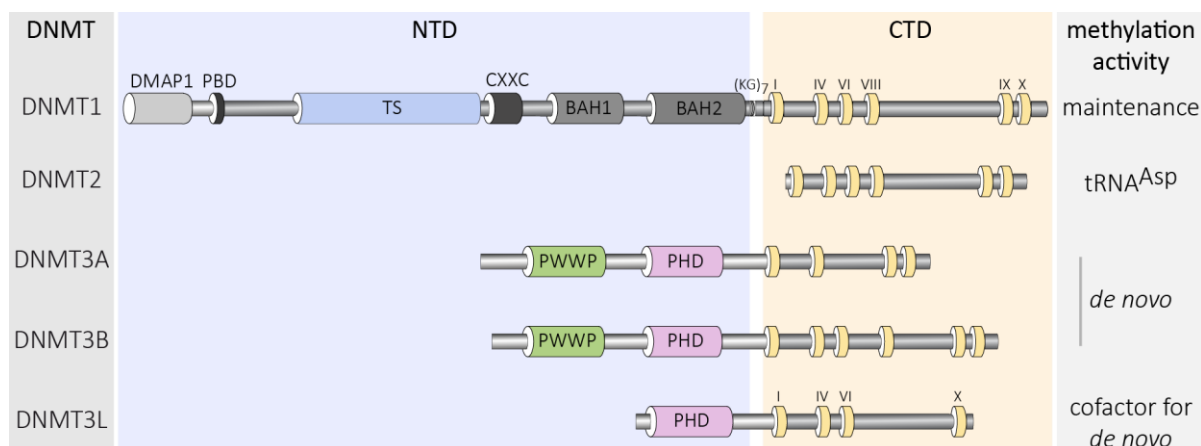 DNMT NTD CTD methylation
activity
DMAP1 PBD CXXC (KG)7 I IV VI VIII IX X
DNMT1 TS BAH1 BAH2 maintenance
DNMT2 tRNAAsp
DNMT3A PWWP PHD
de novo
DNMT3B PWWP PHD
I IV VI X
DNMT3L PHD cofactor for
de novo